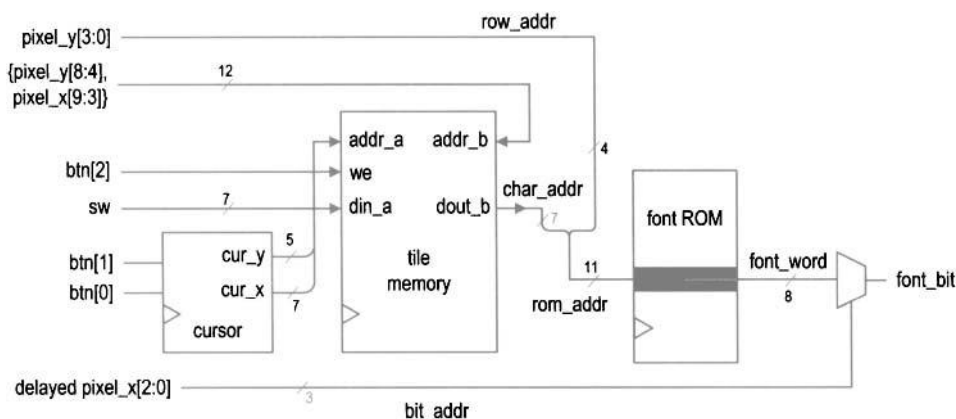 row_addr
pixel_y[3:0]
{pixel_y[8:4],
pixel_x[9:3]}
12
addr_a
addr_b
4
btn[2]
we
char_addr
sw
7
din_a
dout_b
7
font ROM
5
btn[1]
cur_y
tile
memory
btn[0]
cur_x
7
11
font_word
font_bit
rom_addr
8
cursor
delayed pixel_x[2:0]
3
bit_addr